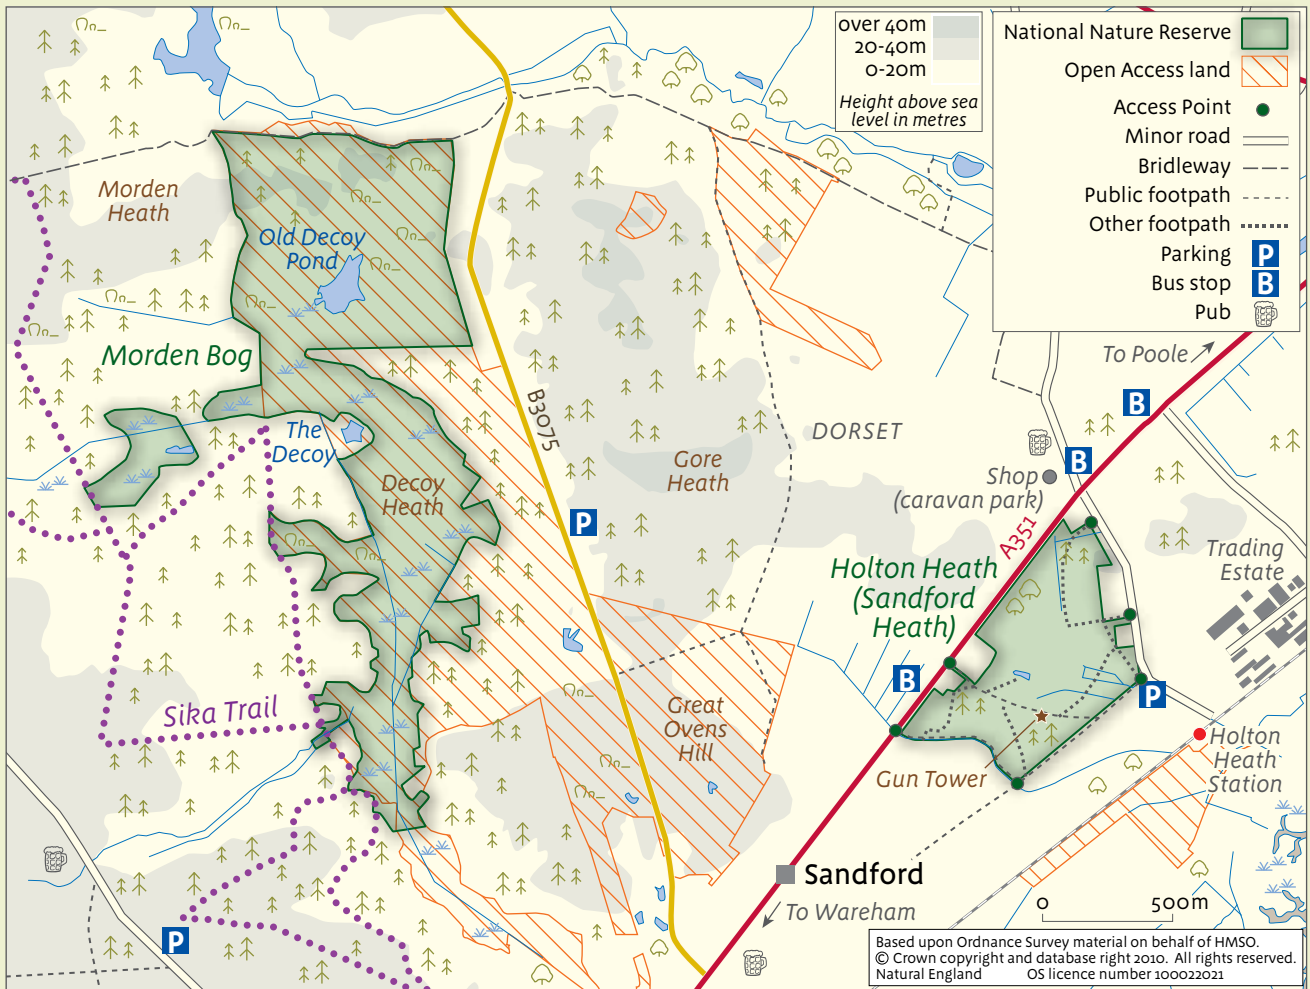 over 40m
20-40m
0-20m
Height above sea
level in metres
National Nature Reserve
Open Access land
Access Point
Minor road
Bridleway
Public footpath
Other footpath
Parking
P
Bus stop
B
Pub
Morden
Heath
Old Decoy
Pond
Morden Bog
The
Decoy
Decoy
Heath
B3075
P
Gore
Heath
DORSET
To Poole
B
B
Shop
(caravan park)
A351
Trading
Estate
Holton Heath
(Sandford
Heath)
B
P
Sika Trail
Great
Ovens
Hill
Gun Tower
Holton
Heath
Station
Sandford
To Wareham
P
0 500m
Based upon Ordnance Survey material on behalf of HMSO.
© Crown copyright and database right 2010. All rights reserved.
Natural England OS licence number 100022021